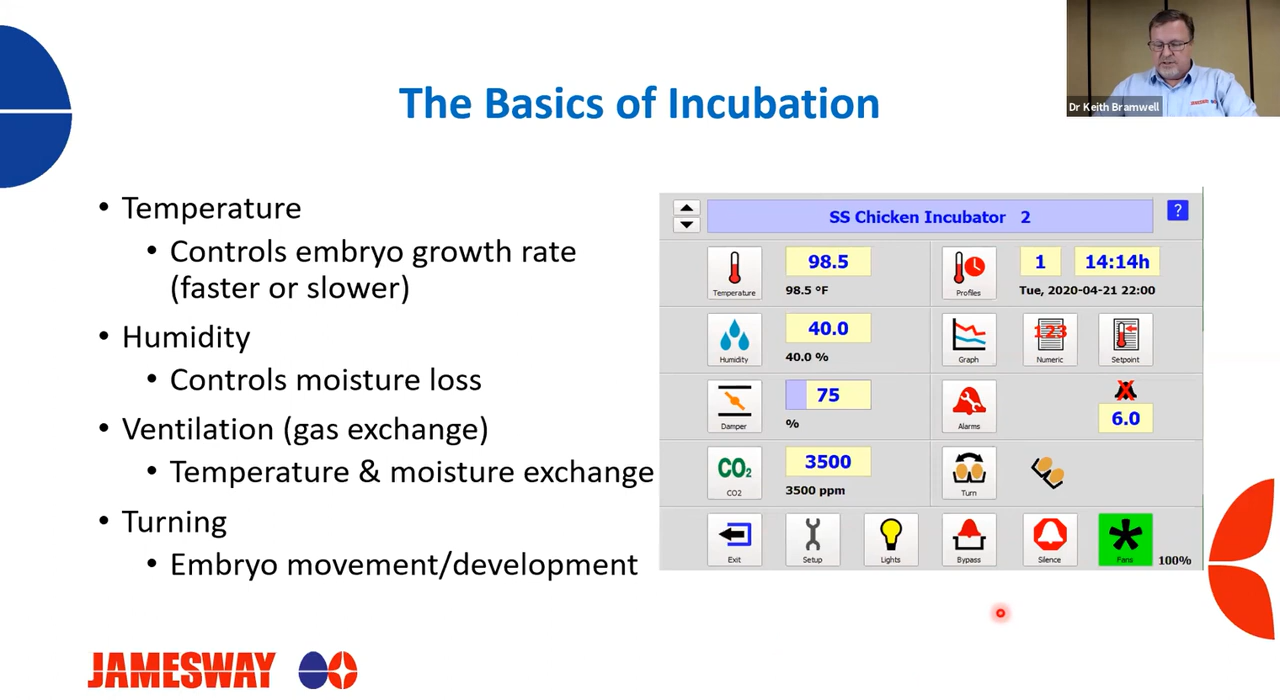 Dr Keith Bramwell
The Basics of Incubation
• Temperature
• Controls embryo growth rate
(faster or slower)
• Humidity
• Controls moisture loss
• Ventilation (gas exchange)
• Temperature & moisture exchange
• Turning
• Embryo movement/development
SS Chicken Incubator 2
?
Temperature
98.5
98.5 °F
Profiles
1
14:14h
Tue, 2020-04-21 22:00
Humidity
40.0
40.0 %
Graph
123
Numeric
Setpoint
Damper
75
%
Alarms
6.0
CO₂
CO2
3500
3500 ppm
Turn
Exit
Setup
Lights
Bypass
Silence
Fans
100%
JAMESWAY